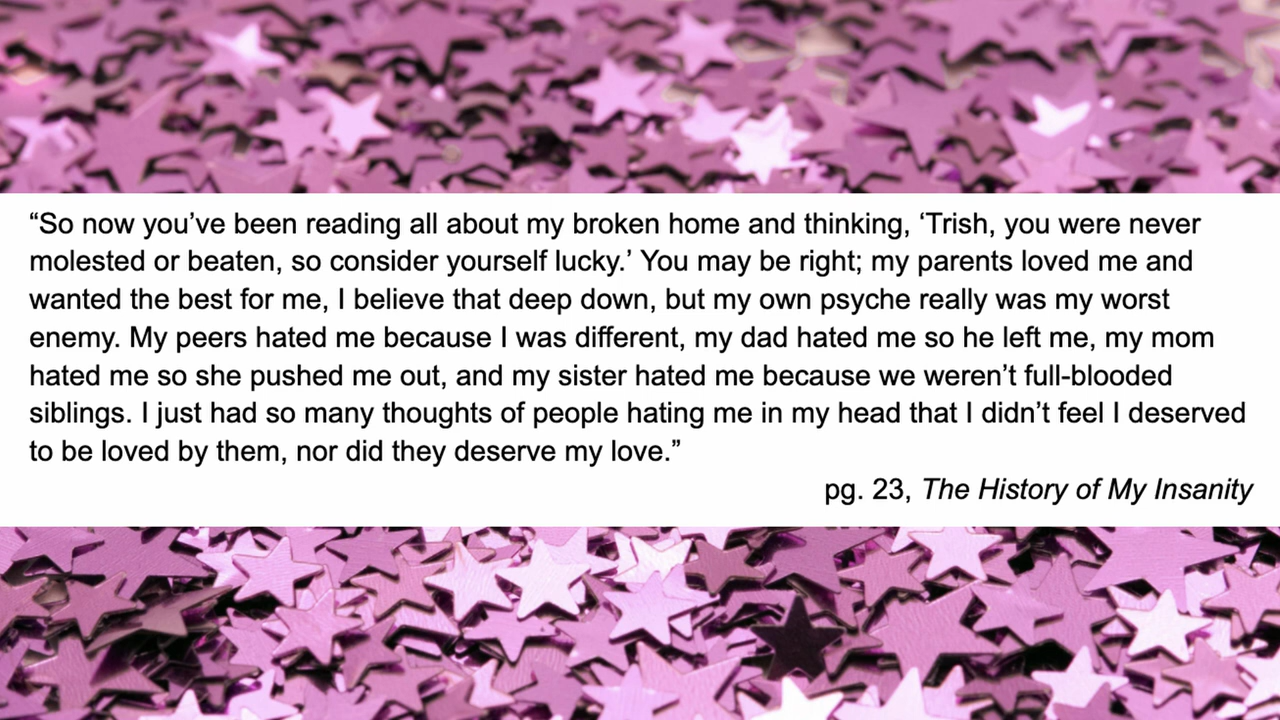 “So now you’ve been reading all about my broken home and thinking, ‘Trish, you were never
molested or beaten, so consider yourself lucky.’ You may be right; my parents loved me and
wanted the best for me, I believe that deep down, but my own psyche really was my worst
enemy. My peers hated me because I was different, my dad hated me so he left me, my mom
hated me so she pushed me out, and my sister hated me because we weren’t full-blooded
siblings. I just had so many thoughts of people hating me in my head that I didn’t feel I deserved
to be loved by them, nor did they deserve my love.”
pg. 23, The History of My Insanity